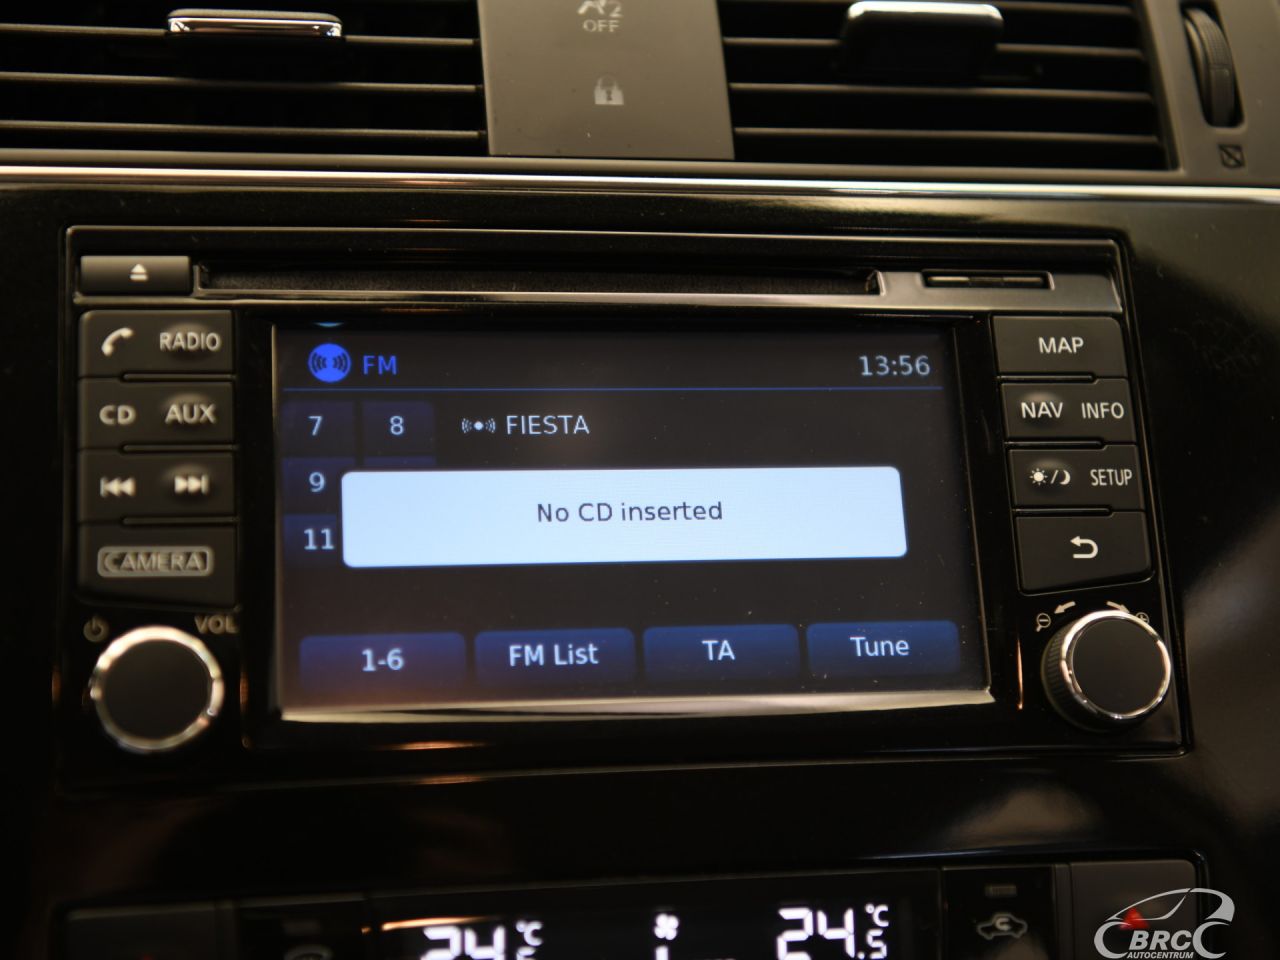 2
OFF
RADIO
CD AUX
CAMERA
VOL
FM 13:56
7 8 FIESTA
9
11
No CD inserted
1-6 FM List TA Tune
MAP
NAV INFO
SETUP
24.5 °C
24.5 °C
BRC
AUTOCENTRUM